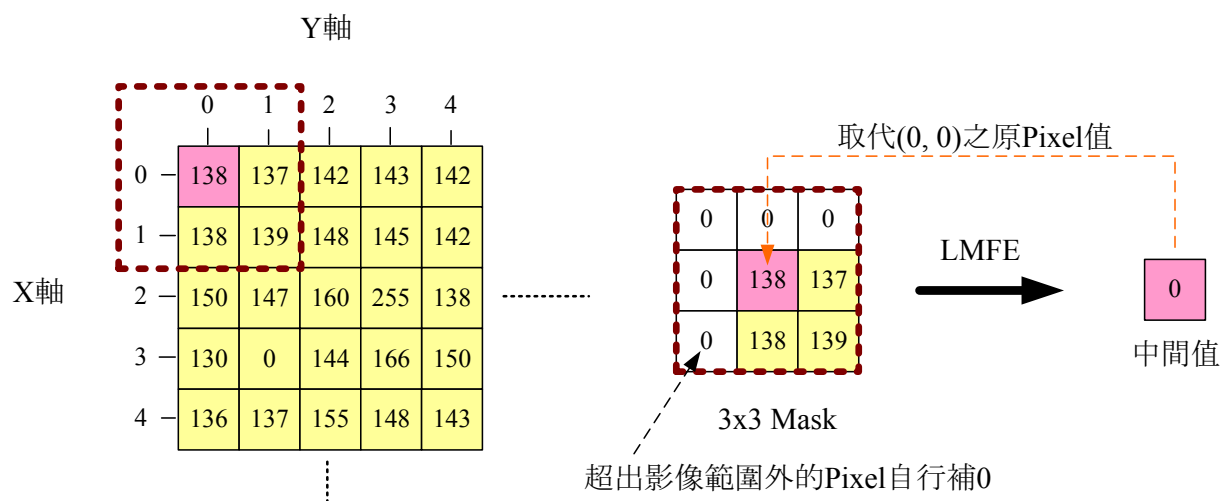 Y軸
0 1 2 3 4
取代(0, 0)之原Pixel值
0 138 137 142 143 142
1 138 139 148 145 142
X軸
2 150 147 160 255 138
3 130 0 144 166 150
4 136 137 155 148 143
0 0 0
0 138 137
0 138 139
3x3 Mask
LMFE
0
中間值
超出影像範圍外的Pixel自行補0